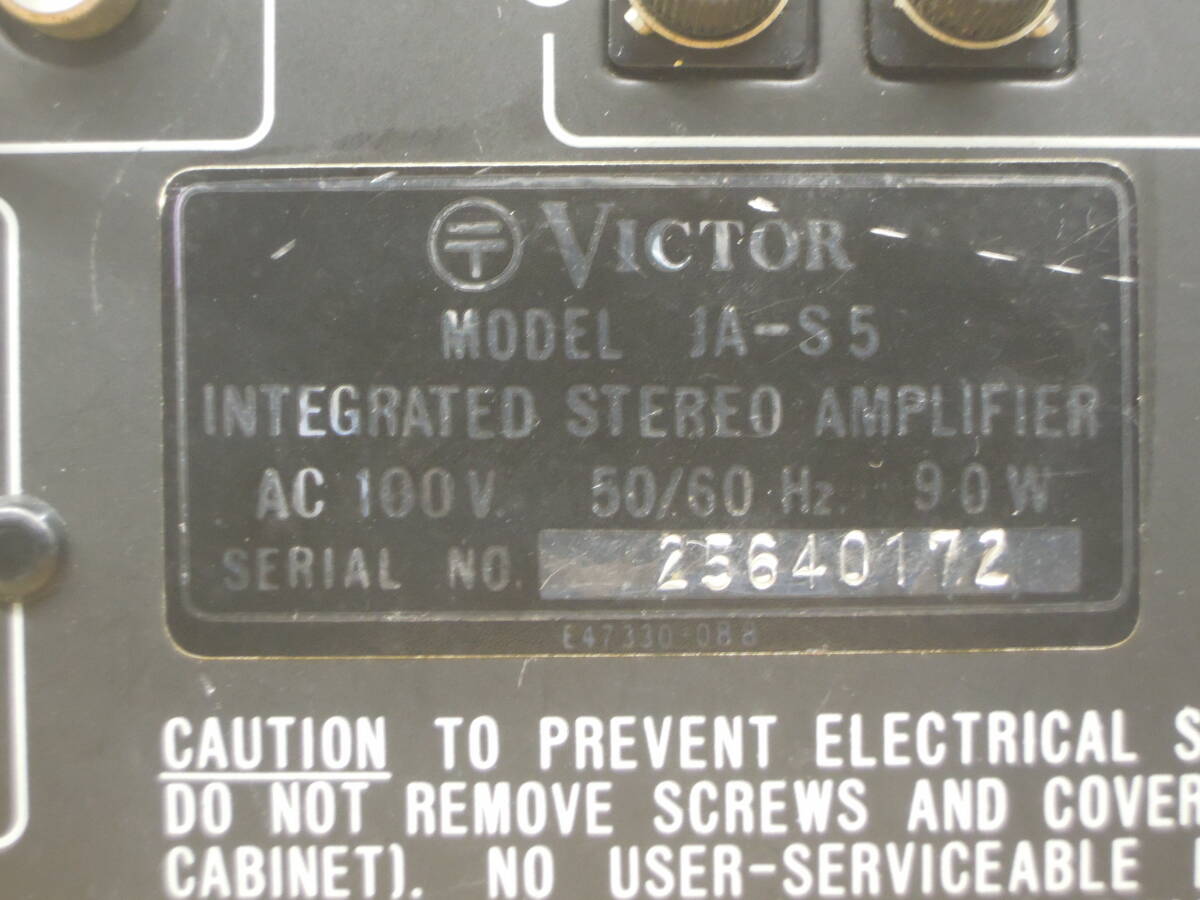 VICTOR
MODEL JA-S5
INTEGRATED STEREO AMPLIFIER
AC 100V. 50/60 Hz. 90W
SERIAL NO. 25640172
E47330-08B
CAUTION TO PREVENT ELECTRICAL
DO NOT REMOVE SCREWS AND COVER
CABINET). NO USER-SERVICEABLE